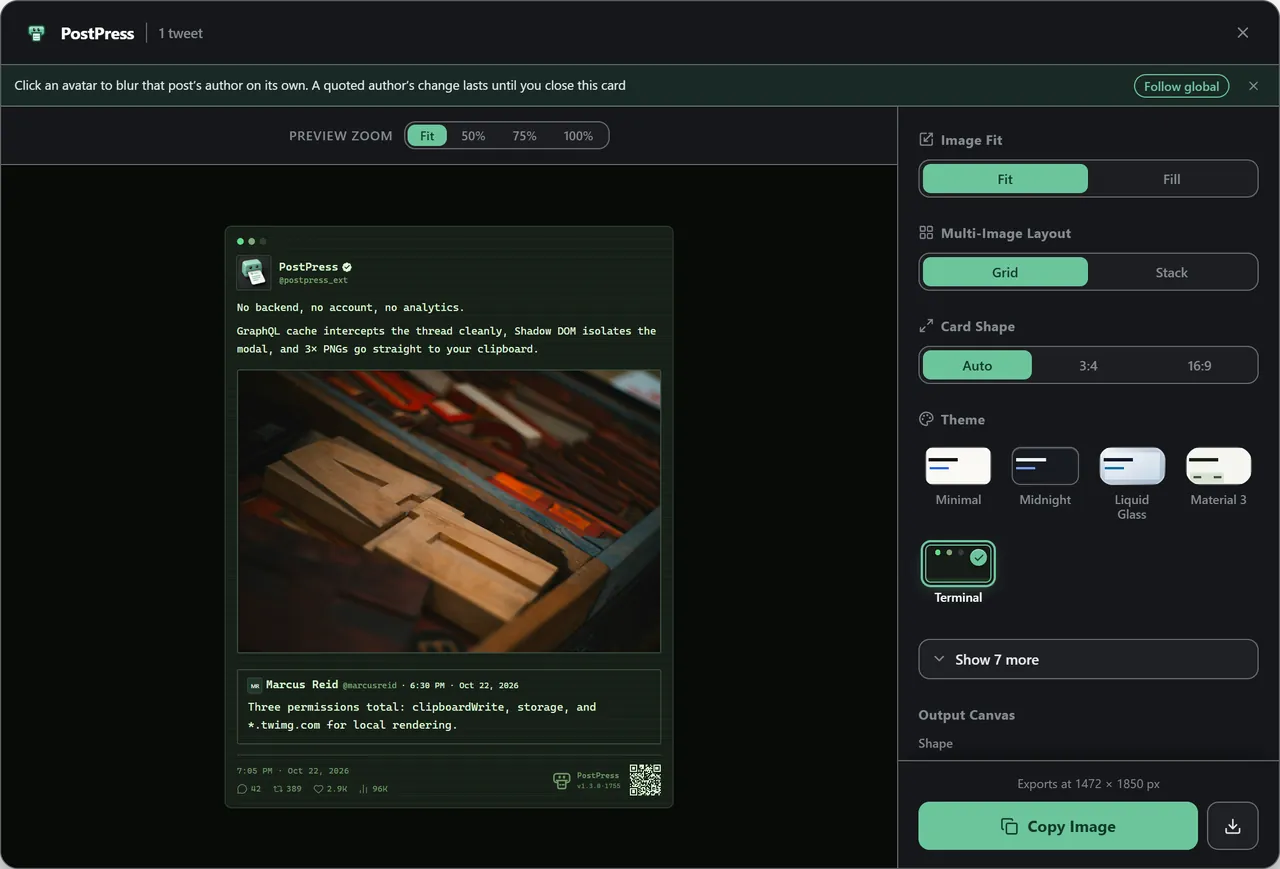 PostPress
1 tweet
Click an avatar to blur that post's author on its own. A quoted author's change lasts until you close this card
Follow global
PREVIEW ZOOM
Fit
50%
75%
100%
PostPress
@postpress_ext
No backend, no account, no analytics.
GraphQL cache intercepts the thread cleanly, Shadow DOM isolates the
modal, and 3× PNGs go straight to your clipboard.
MR
Marcus Reid @marcusreid · 6:30 PM · Oct 22, 2026
Three permissions total: clipboardWrite, storage, and
*.twimg.com for local rendering.
7:05 PM · Oct 22, 2026
42
389
2.9K
96K
PostPress
v1.3.0·1755
Image Fit
Fit
Fill
Multi-Image Layout
Grid
Stack
Card Shape
Auto
3:4
16:9
Theme
Minimal
Midnight
Liquid
Glass
Material 3
Terminal
Show 7 more
Output Canvas
Shape
Exports at 1472 × 1850 px
Copy Image